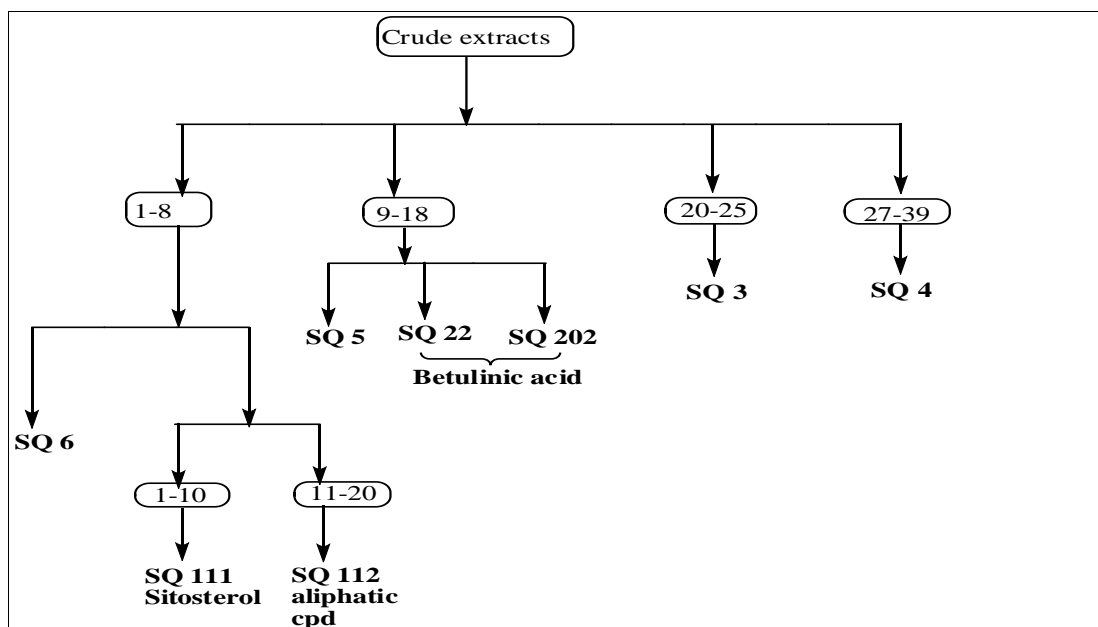 Crude extracts
1-8
9-18
20-25
27-39
SQ 3
SQ 4
SQ 5
SQ 22
SQ 202
Betulinic acid
SQ 6
1-10
11-20
SQ 111
Sitosterol
SQ 112
aliphatic
cpd